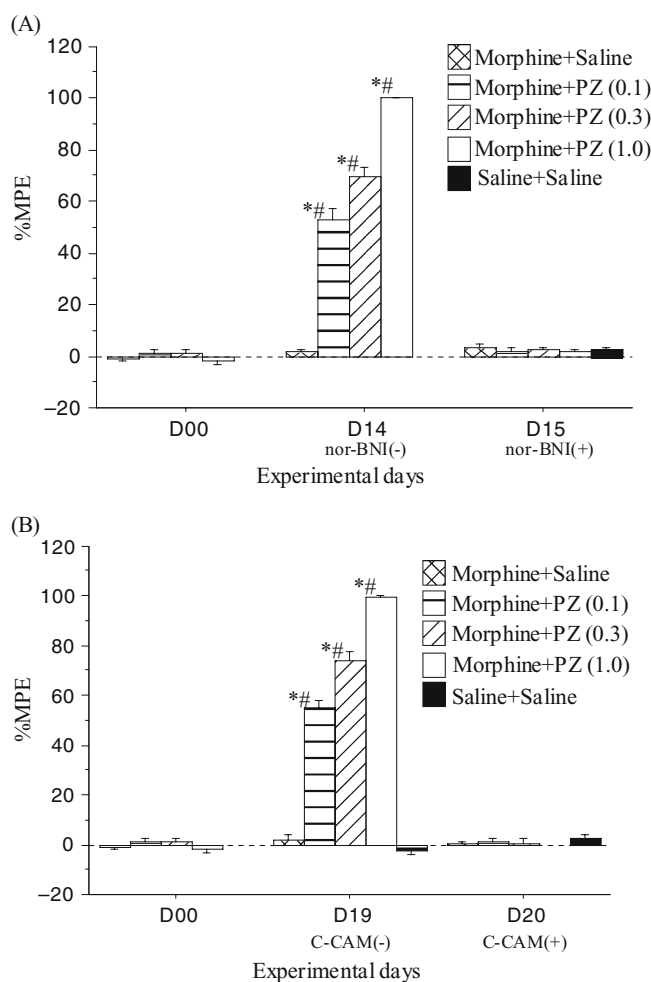 (A)
120
100
80
60
40
20
0
−20
%MPE
*#
*#
*#
Morphine+Saline
Morphine+PZ (0.1)
Morphine+PZ (0.3)
Morphine+PZ (1.0)
Saline+Saline
D00
D14
D15
nor-BNI(-)
nor-BNI(+)
Experimental days
(B)
120
100
80
60
40
20
0
−20
%MPE
*#
*#
*#
Morphine+Saline
Morphine+PZ (0.1)
Morphine+PZ (0.3)
Morphine+PZ (1.0)
Saline+Saline
D00
D19
D20
C-CAM(-)
C-CAM(+)
Experimental days